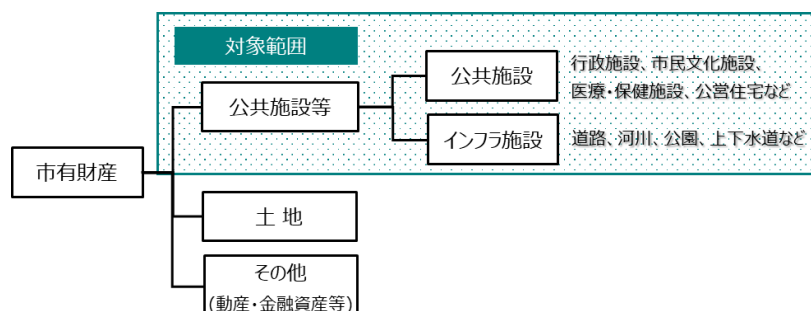 対象範囲
公共施設等
公共施設
行政施設、市民文化施設、
医療・保健施設、公営住宅など
インフラ施設
道路、河川、公園、上下水道など
市有財産
土 地
その他
(動産・金融資産等)